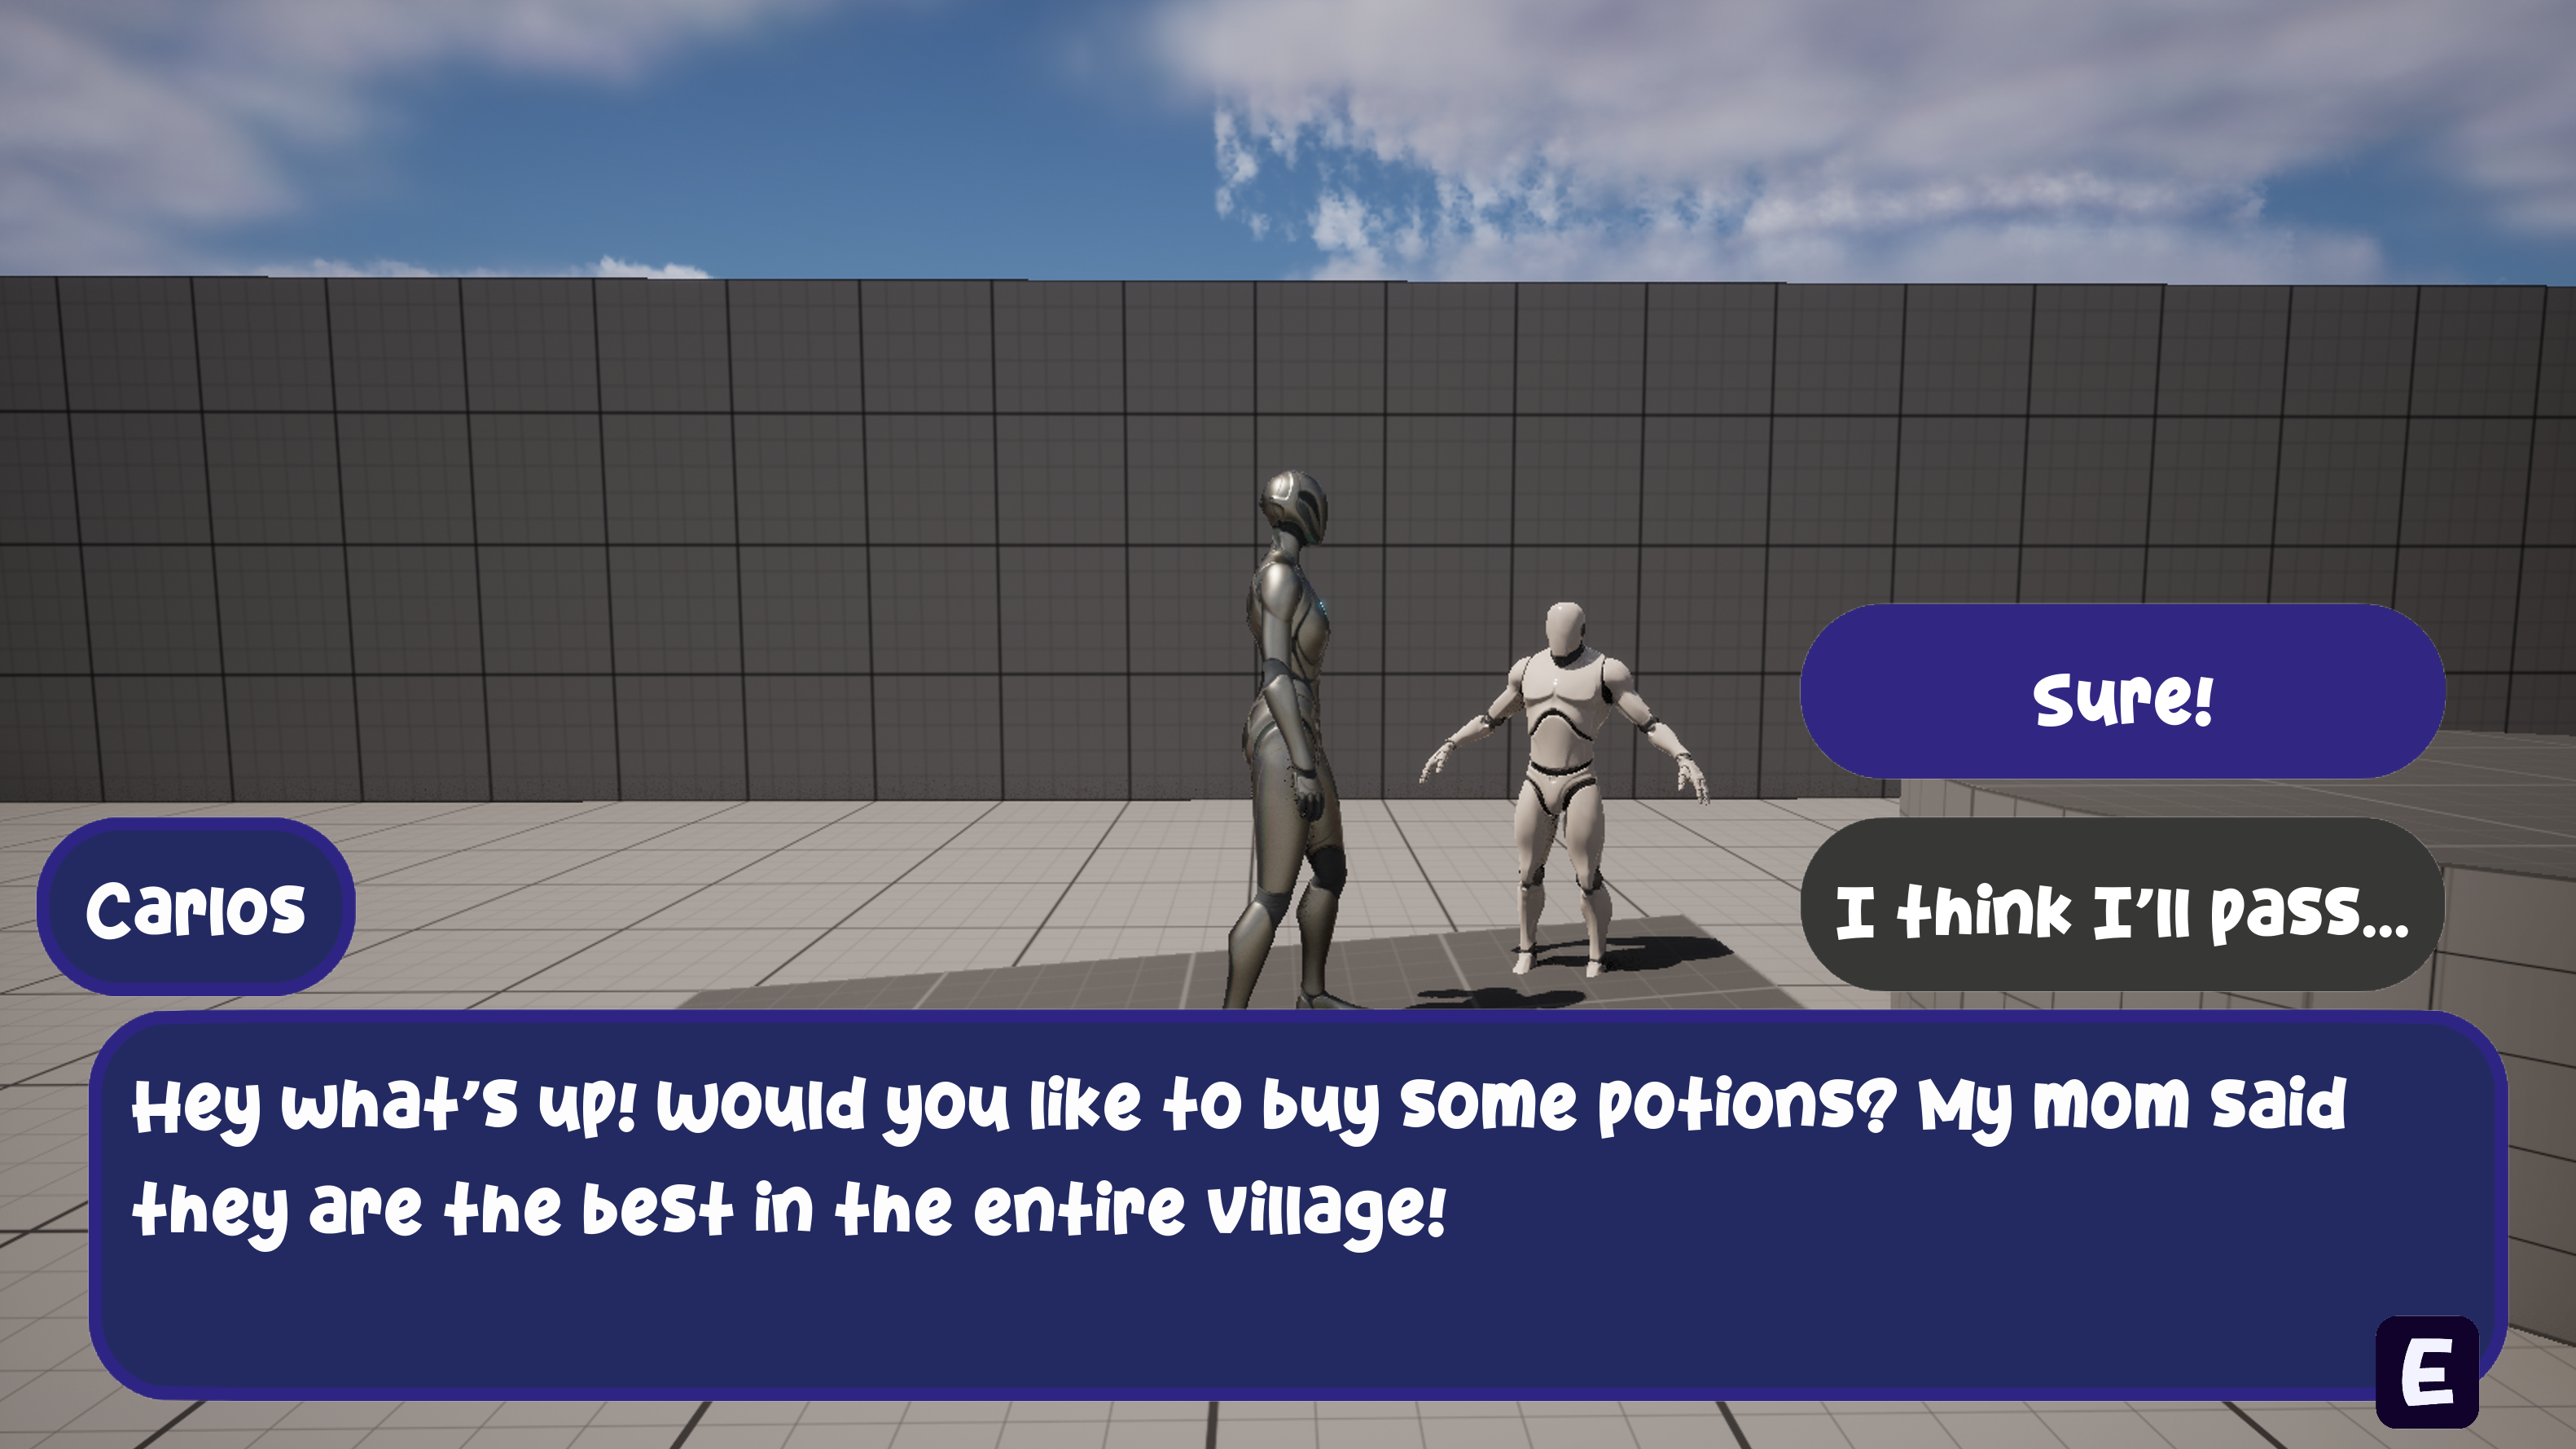 Sure!
Carlos
I think I'll pass...
Hey what's up! Would you like to buy some potions? My mom said
they are the best in the entire village!
E